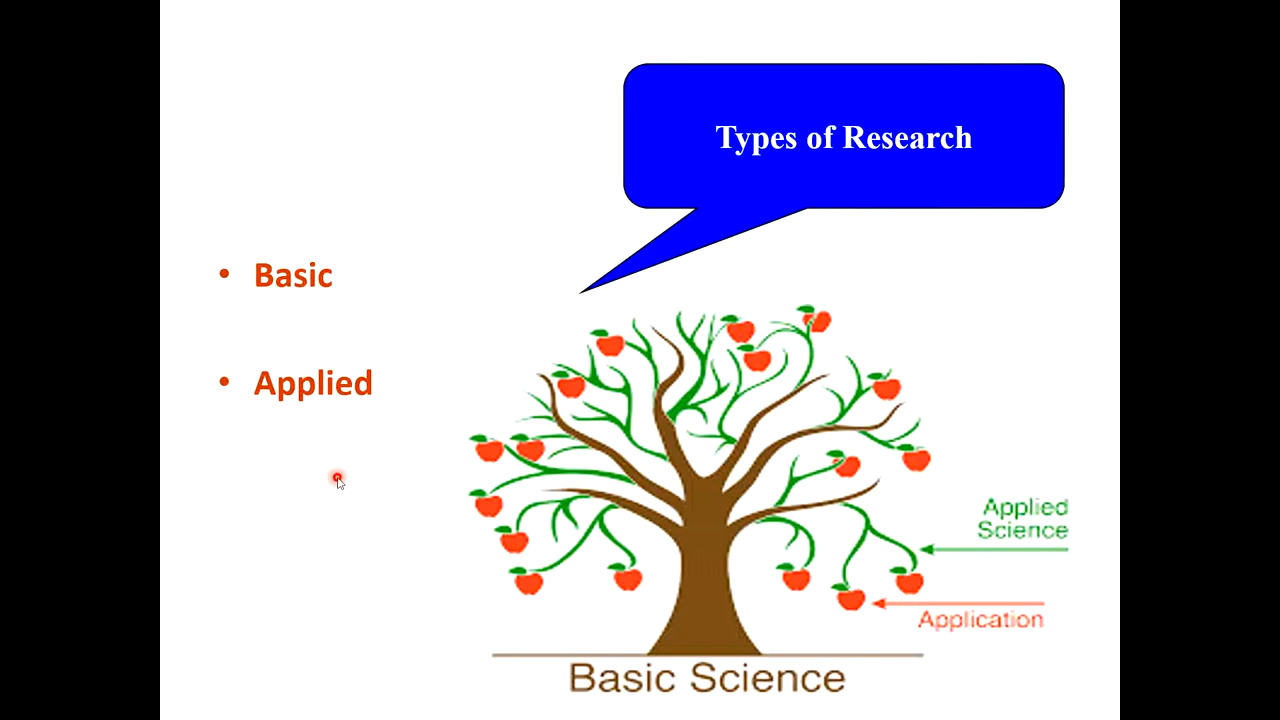 Types of Research
• Basic
• Applied
Applied
Science
Application
Basic Science